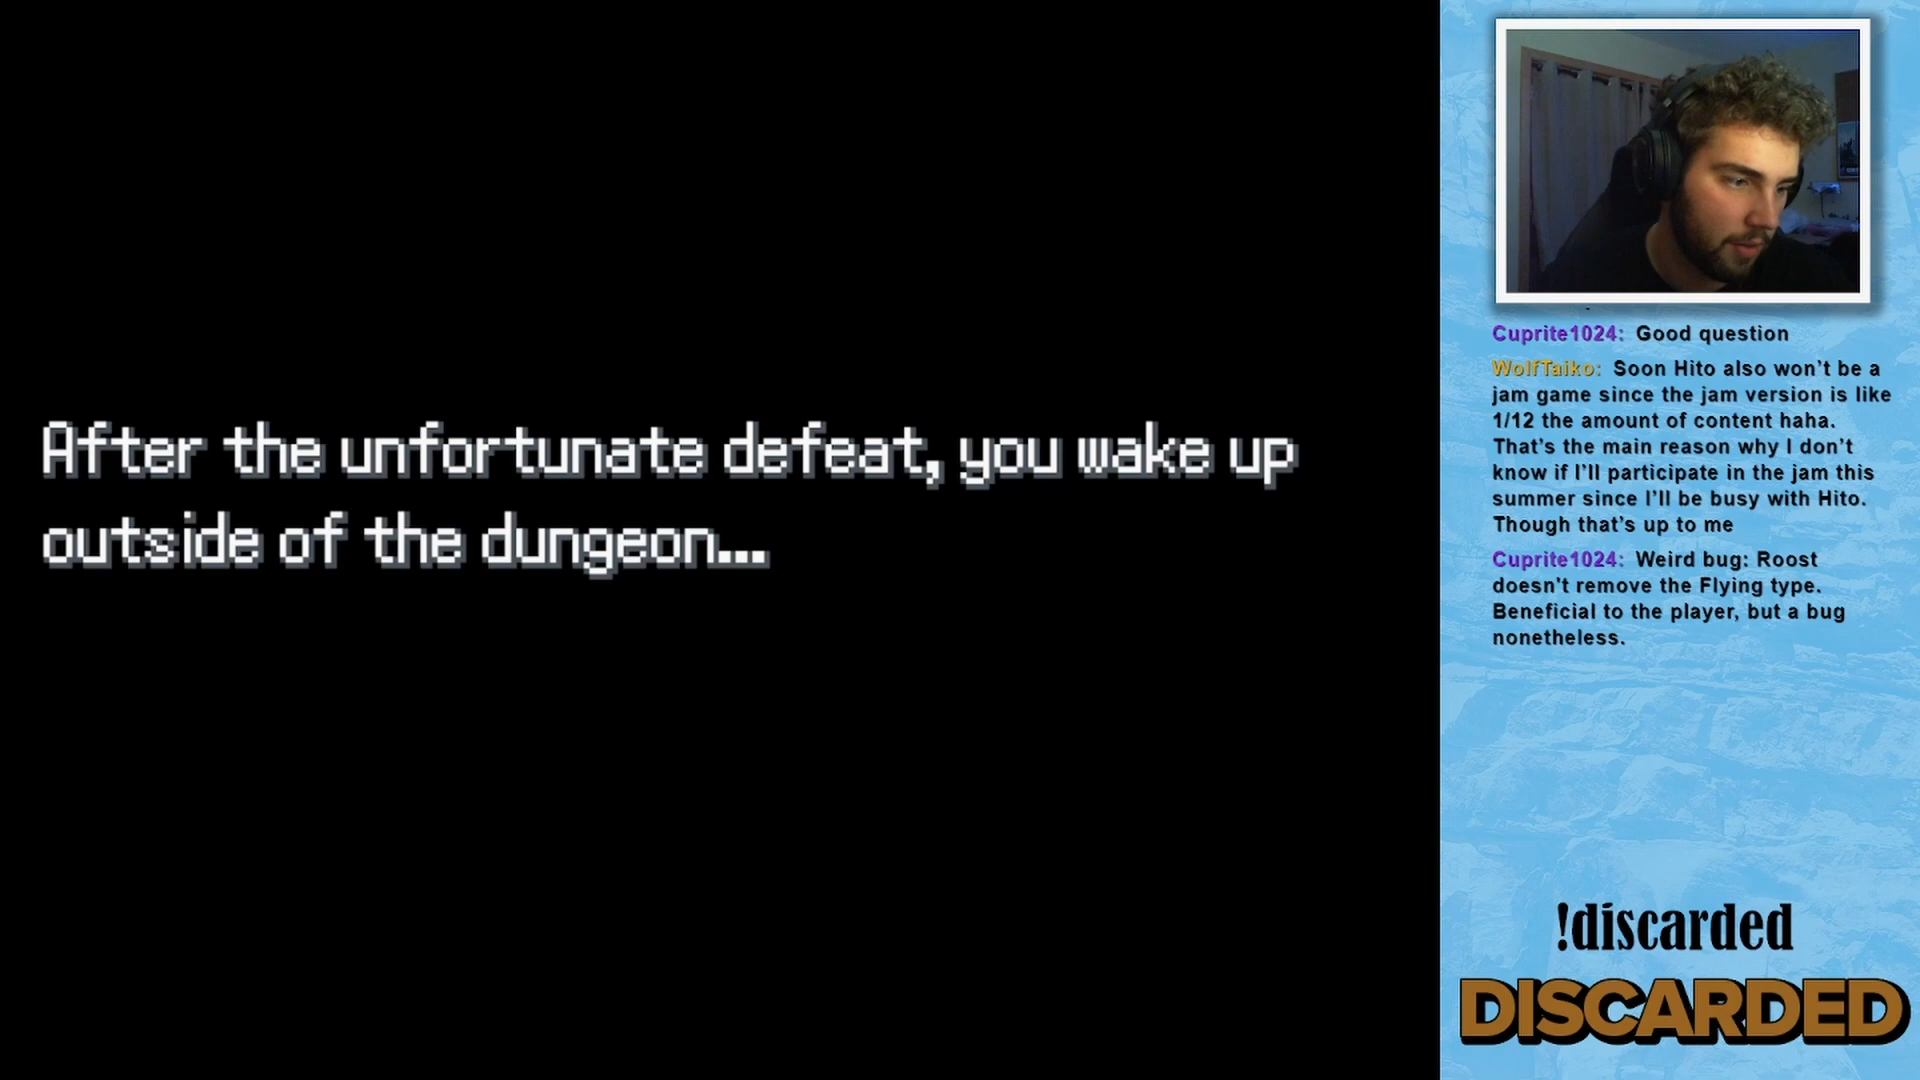 After the unfortunate defeat, you wake up
outside of the dungeon...
Cuprite1024: Good question
WolfTaiko: Soon Hito also won’t be a
jam game since the jam version is like
1/12 the amount of content haha.
That’s the main reason why I don’t
know if I’ll participate in the jam this
summer since I’ll be busy with Hito.
Though that’s up to me
Cuprite1024: Weird bug: Roost
doesn't remove the Flying type.
Beneficial to the player, but a bug
nonetheless.
!discarded
DISCARDED